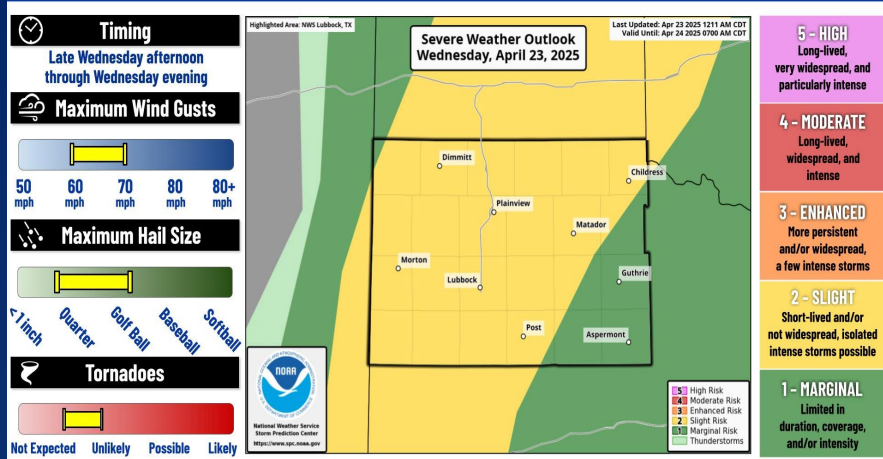 Timing
Late Wednesday afternoon
through Wednesday evening
Maximum Wind Gusts
50 mph
60 mph
70 mph
80 mph
80+ mph
Maximum Hail Size
<1 inch
Quarter
Golf Ball
Baseball
Softball
Tornadoes
Not Expected
Unlikely
Possible
Likely
Highlighted Area: NWS Lubbock, TX
Severe Weather Outlook
Wednesday, April 23, 2025
Last Updated: Apr 23 2025 1211 AM CDT
Valid Until: Apr 24 2025 0700 AM CDT
Dimmitt
Childress
Plainview
Matador
Morton
Lubbock
Guthrie
Post
Aspermont
NOAA
National Weather Service
Storm Prediction Center
https://www.spc.noaa.gov
5 High Risk
4 Moderate Risk
3 Enhanced Risk
2 Slight Risk
1 Marginal Risk
Thunderstorms
5 - HIGH
Long-lived,
very widespread, and
particularly intense
4 - MODERATE
Long-lived,
widespread, and
intense
3 - ENHANCED
More persistent
and/or widespread,
a few intense storms
2 - SLIGHT
Short-lived and/or
not widespread, isolated
intense storms possible
1 - MARGINAL
Limited in
duration, coverage,
and/or intensity